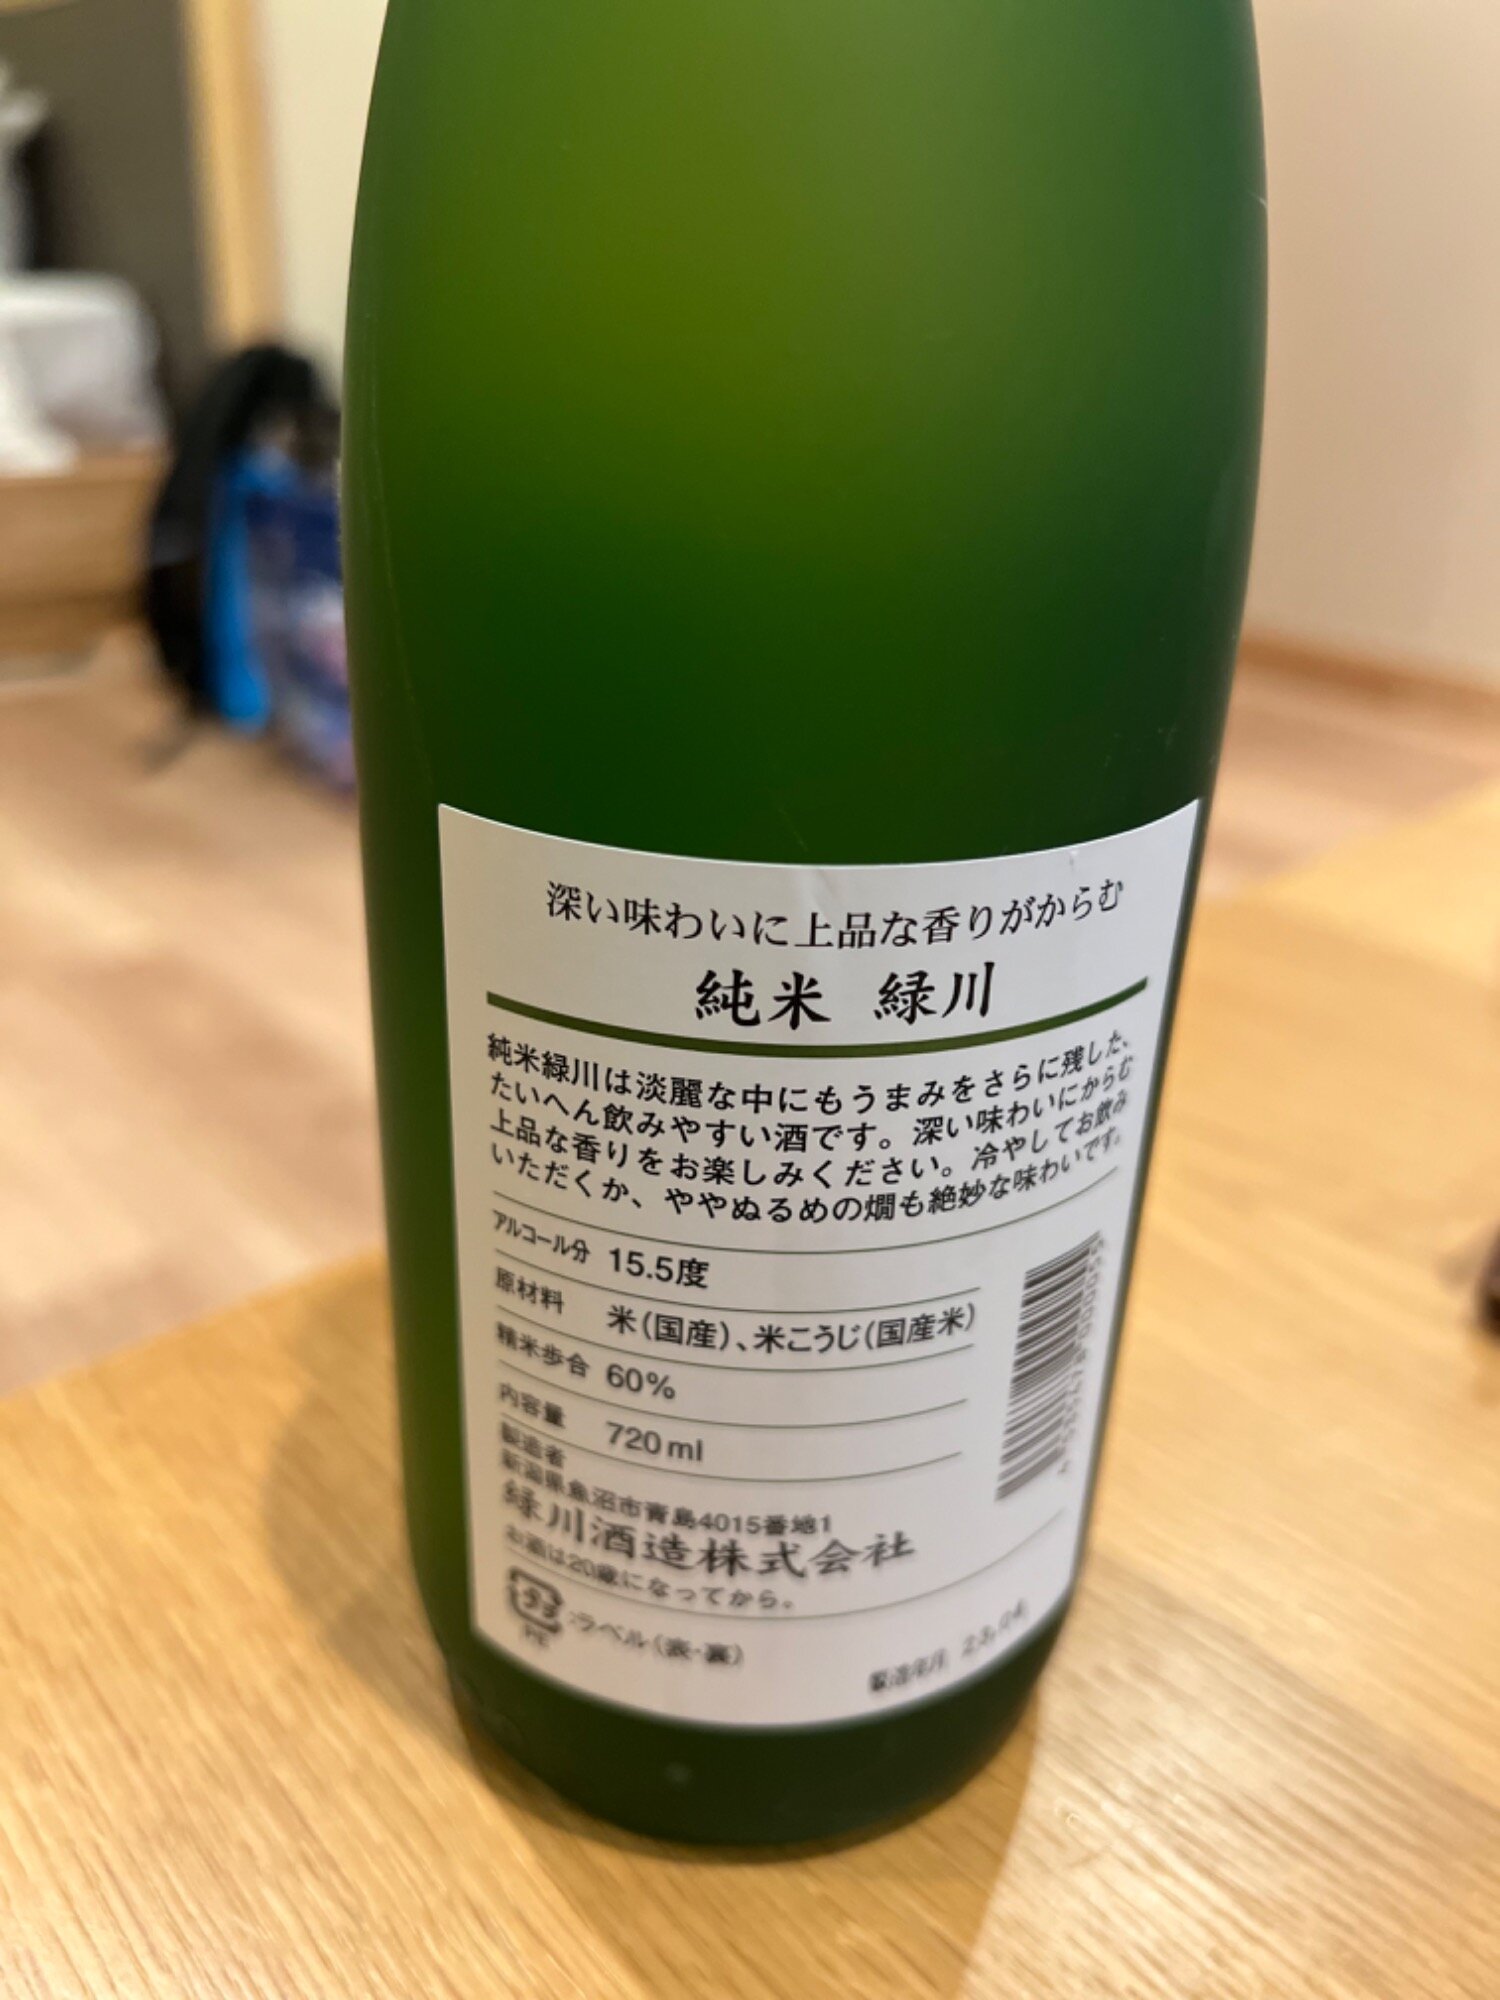 深い味わいに上品な香りがからむ
純米 緑川
純米緑川は淡麗な中にもうまみをさらに残した、
たいへん飲みやすい酒です。深い味わいにからむ
上品な香りをお楽しみください。冷やしてお飲み
いただくか、ややぬるめの燗も絶妙な味わいです。
アルコール分 15.5度
原材料 米(国産)、米こうじ(国産米)
精米歩合 60%
内容量 720ml
製造者
新潟県魚沼市青島4015番地1
緑川酒造株式会社
お酒は20歳になってから。
:ラベル(表・裏)
製造年月 23.04.